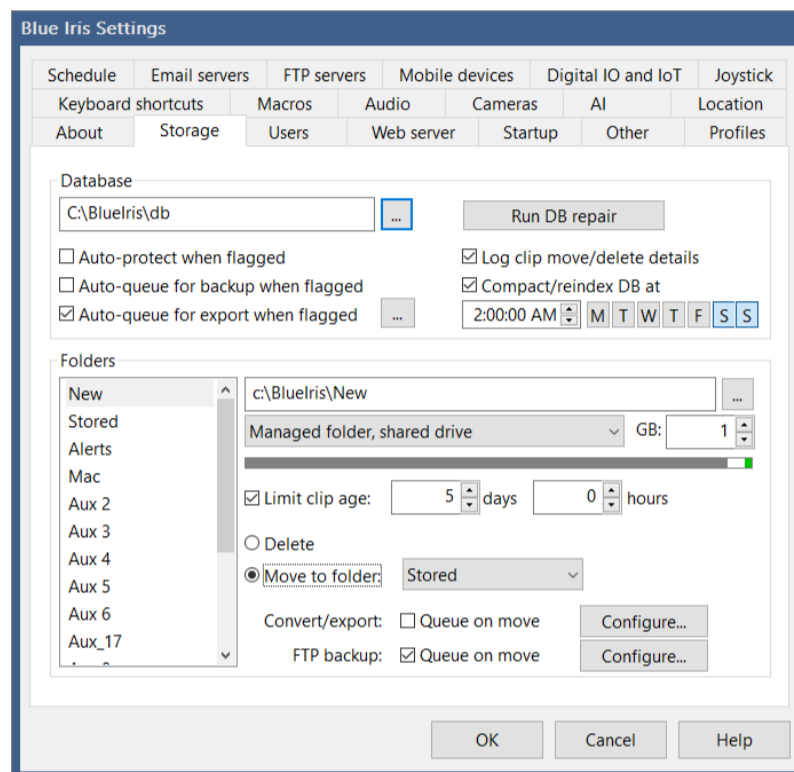 Blue Iris Settings
Schedule Email servers FTP servers Mobile devices Digital IO and IoT Joystick
Keyboard shortcuts Macros Audio Cameras AI Location
About Storage Users Web server Startup Other Profiles
Database
C:\BlueIris\db ... Run DB repair
Auto-protect when flagged Log clip move/delete details
Auto-queue for backup when flagged Compact/reindex DB at
Auto-queue for export when flagged ... 2:00:00 AM M T W T F S S
Folders
New c:\BlueIris\New ...
Stored Managed folder, shared drive GB: 1
Alerts
Mac
Aux 2 Limit clip age: 5 days 0 hours
Aux 3
Aux 4 Delete
Aux 5 Move to folder: Stored
Aux 6 Convert/export: Queue on move Configure...
Aux_17 FTP backup: Queue on move Configure...
OK Cancel Help